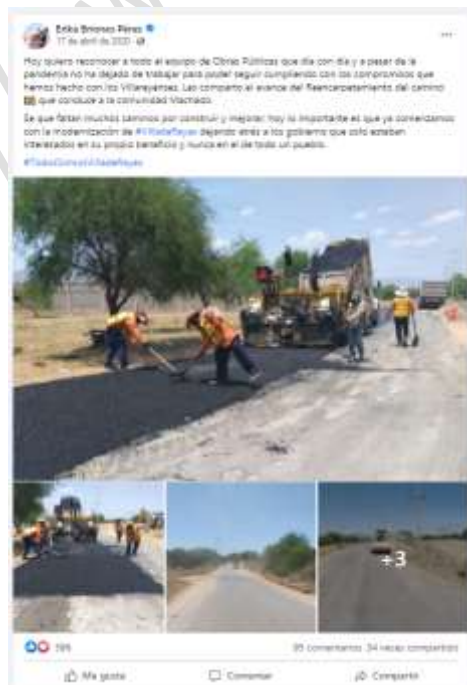 Erika Briones Pérez
17 de abril de 2020
Hoy quiero reconocer a todo el equipo de Obras Públicas que día con día y a pesar de la
pandemia no ha dejado de trabajar para poder seguir cumpliendo con los compromisos que
hemos hecho con los Villareyenses. Les comparto el avance del Reencarpetamiento del camino
que conduce a la comunidad Machado.
Se que faltan muchos caminos por construir y mejorar, hoy lo importante es que ya comenzamos
con la modernización de #VilladeReyes dejando atrás a los gobierno que solo estaban
interesados en su propio beneficio y nunca en el de todo un pueblo.
#TodosSomosVilladeReyes
+3
95 comentarios 34 veces compartido
Me gusta
Comentar
Compartir